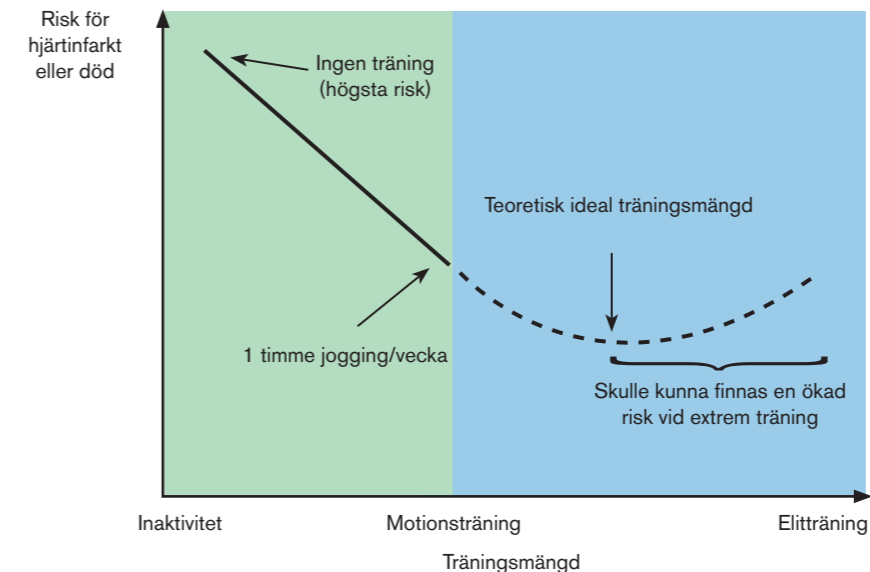 Risk för
hjärtinfarkt
eller död
Ingen träning
(högsta risk)
Teoretisk ideal träningsmängd
1 timme jogging/vecka
Skulle kunna finnas en ökad
risk vid extrem träning
Inaktivitet
Motionsträning
Elitträning
Träningsmängd